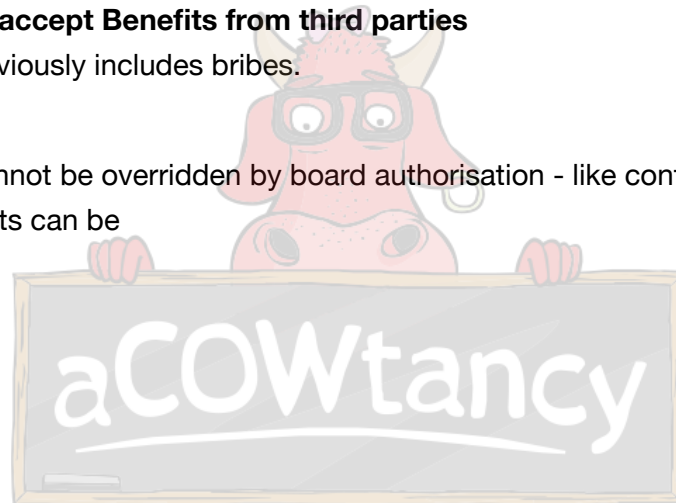 accept Benefits from third parties
viously includes bribes.
nnot be overridden by board authorisation - like con
ts can be
aCOWtancy